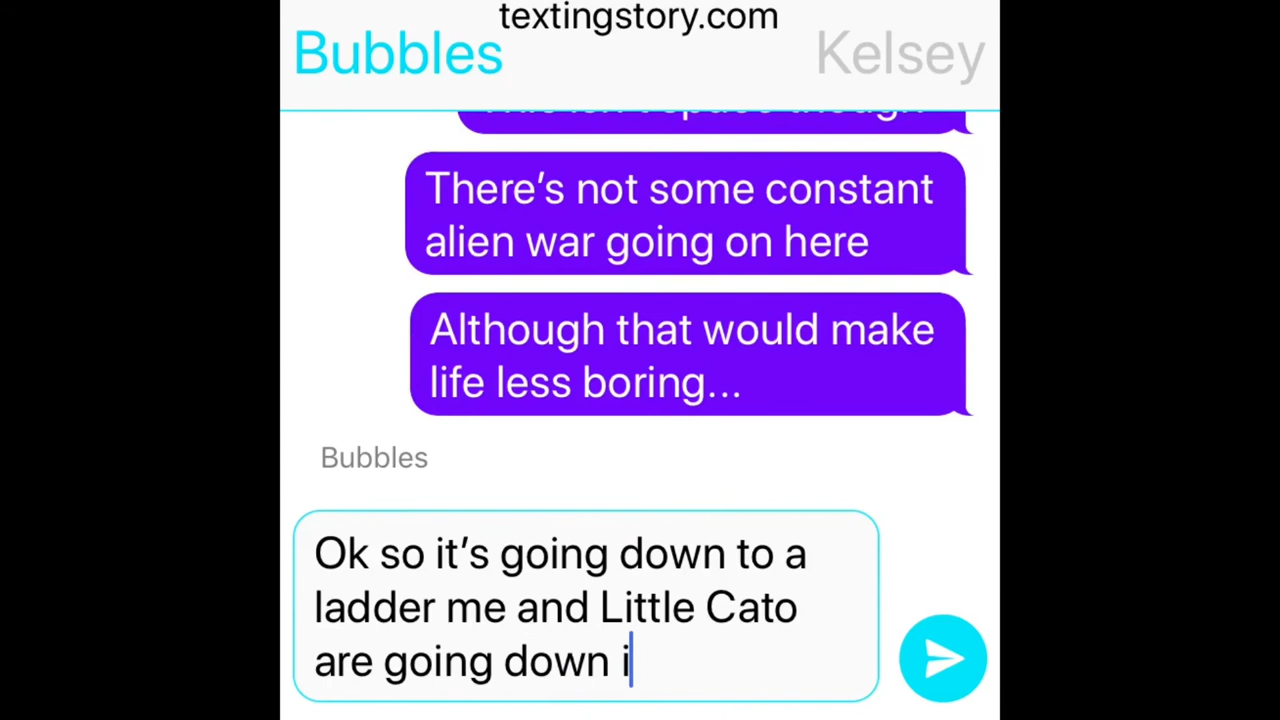 textingstory.com
Bubbles Kelsey
There's not some constant
alien war going on here
Although that would make
life less boring...
Bubbles
Ok so it's going down to a
ladder me and Little Cato
are going down i